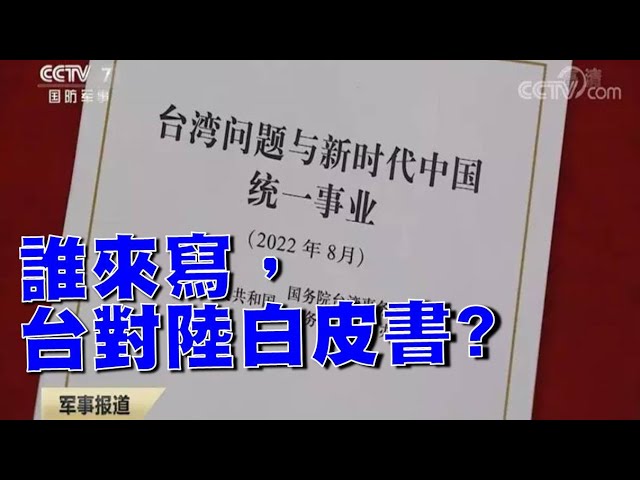 CCTV 7
国防军事
CCTV.com
台湾问题与新时代中国
统一事业
（2022 年 8月）
共和国 国务院台湾事
务
誰來寫，
台對陸白皮書?
军事报道